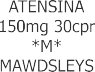 ATENSINA
150mg 30cpr
*M*
MAWDSLEYS